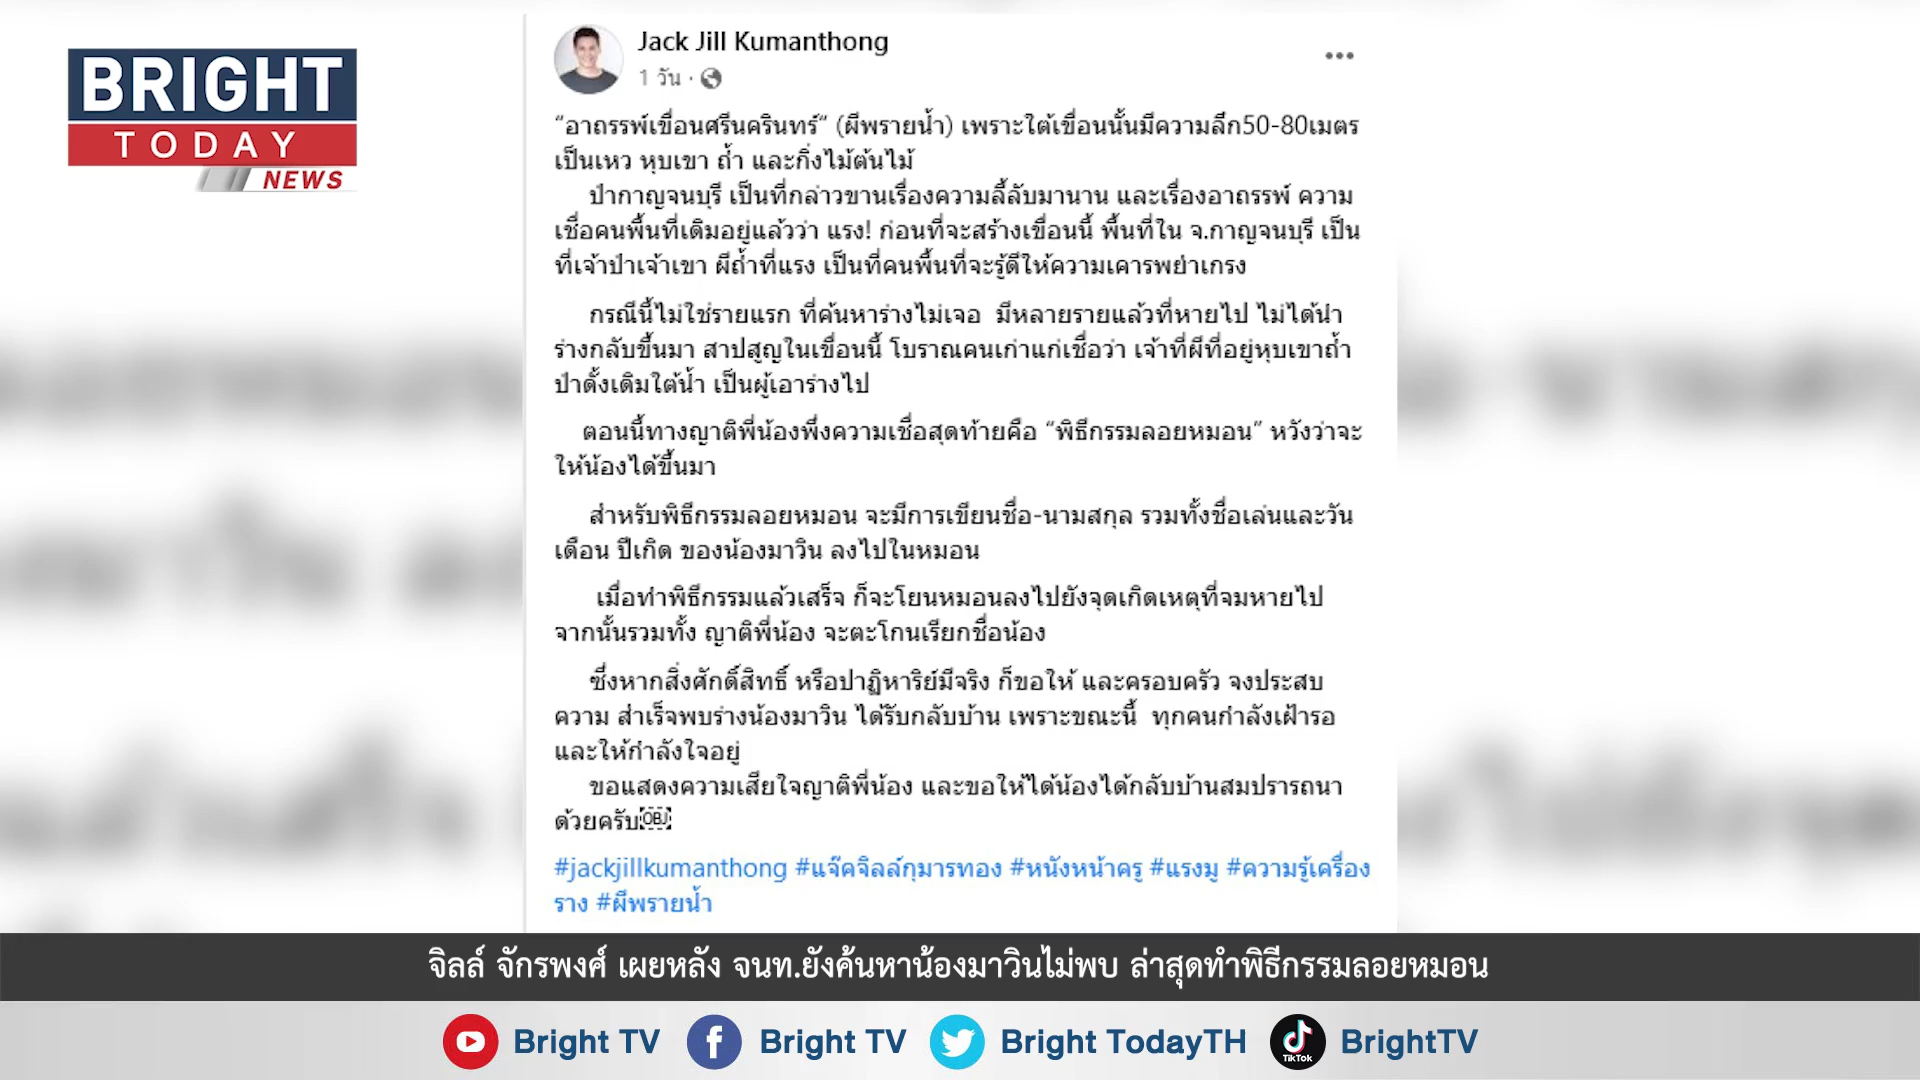 BRIGHT
TODAY
NEWS
Jack Jill Kumanthong
1 วัน ·
“อาถรรพ์เขื่อนศรีนครินทร์“ (ผีพรายน้ำ) เพราะใต้เขื่อนนั้นมีความลึก50-80เมตร
เป็นเหว หุบเขา ถ้ำ และกิ่งไม้ต้นไม้
ป่ากาญจนบุรี เป็นที่กล่าวขานเรื่องความลี้ลับมานาน และเรื่องอาถรรพ์ ความ
เชื่อคนพื้นที่เดิมอยู่แล้วว่า แรง! ก่อนที่จะสร้างเขื่อนนี้ พื้นที่ใน จ.กาญจนบุรี เป็น
ที่เจ้าป่าเจ้าเขา ผีถ้ำที่แรง เป็นที่คนพื้นที่จะรู้ดีให้ความเคารพยำเกรง
กรณีนี้ไม่ใช่รายแรก ที่ค้นหาร่างไม่เจอ มีหลายรายแล้วที่หายไป ไม่ได้นำ
ร่างกลับขึ้นมา สาปสูญในเขื่อนนี้ โบราณคนเก่าแก่เชื่อว่า เจ้าที่ผีที่อยู่หุบเขาถ้ำ
ป่าดั้งเดิมใต้น้ำ เป็นผู้เอาร่างไป
ตอนนี้ทางญาติพี่น้องพึ่งความเชื่อสุดท้ายคือ “พิธีกรรมลอยหมอน” หวังว่าจะ
ให้น้องได้ขึ้นมา
สำหรับพิธีกรรมลอยหมอน จะมีการเขียนชื่อ-นามสกุล รวมทั้งชื่อเล่นและวัน
เดือน ปีเกิด ของน้องมาวิน ลงไปในหมอน
เมื่อทำพิธีกรรมแล้วเสร็จ ก็จะโยนหมอนลงไปยังจุดเกิดเหตุที่จมหายไป
จากนั้นรวมทั้ง ญาติพี่น้อง จะตะโกนเรียกชื่อน้อง
ซึ่งหากสิ่งศักดิ์สิทธิ์ หรือปาฏิหาริย์มีจริง ก็ขอให้ และครอบครัว จงประสบ
ความ สำเร็จพบร่างน้องมาวิน ได้รับกลับบ้าน เพราะขณะนี้ ทุกคนกำลังเฝ้ารอ
และให้กำลังใจอยู่
ขอแสดงความเสียใจญาติพี่น้อง และขอให้ได้น้องได้กลับบ้านสมปรารถนา
ด้วยครับOBJ
#jackjillkumanthong #แจ๊คจิลล์กุมารทอง #หนังหน้าครู #แรงมู #ความรู้เครื่อง
ราง #ผีพรายน้ำ
จิลล์ จักรพงศ์ เผยหลัง จนท.ยังค้นหาน้องมาวินไม่พบ ล่าสุดทำพิธีกรรมลอยหมอน
Bright TV Bright TV Bright TodayTH TikTok BrightTV